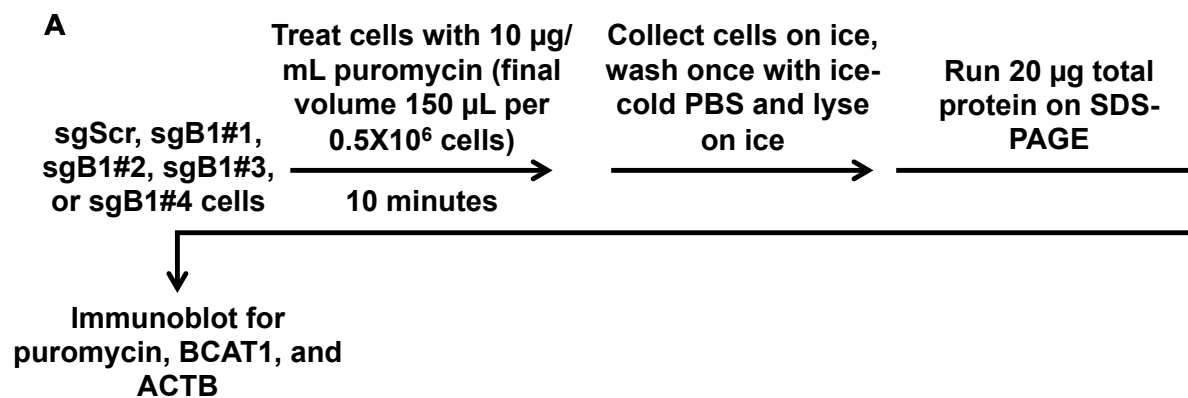 A
sgScr, sgB1#1,
sgB1#2, sgB1#3,
or sgB1#4 cells
Treat cells with 10 µg/
mL puromycin (final
volume 150 µL per
0.5X10⁶ cells)
10 minutes
Collect cells on ice,
wash once with ice-
cold PBS and lyse
on ice
Run 20 µg total
protein on SDS-
PAGE
Immunoblot for
puromycin, BCAT1, and
ACTB